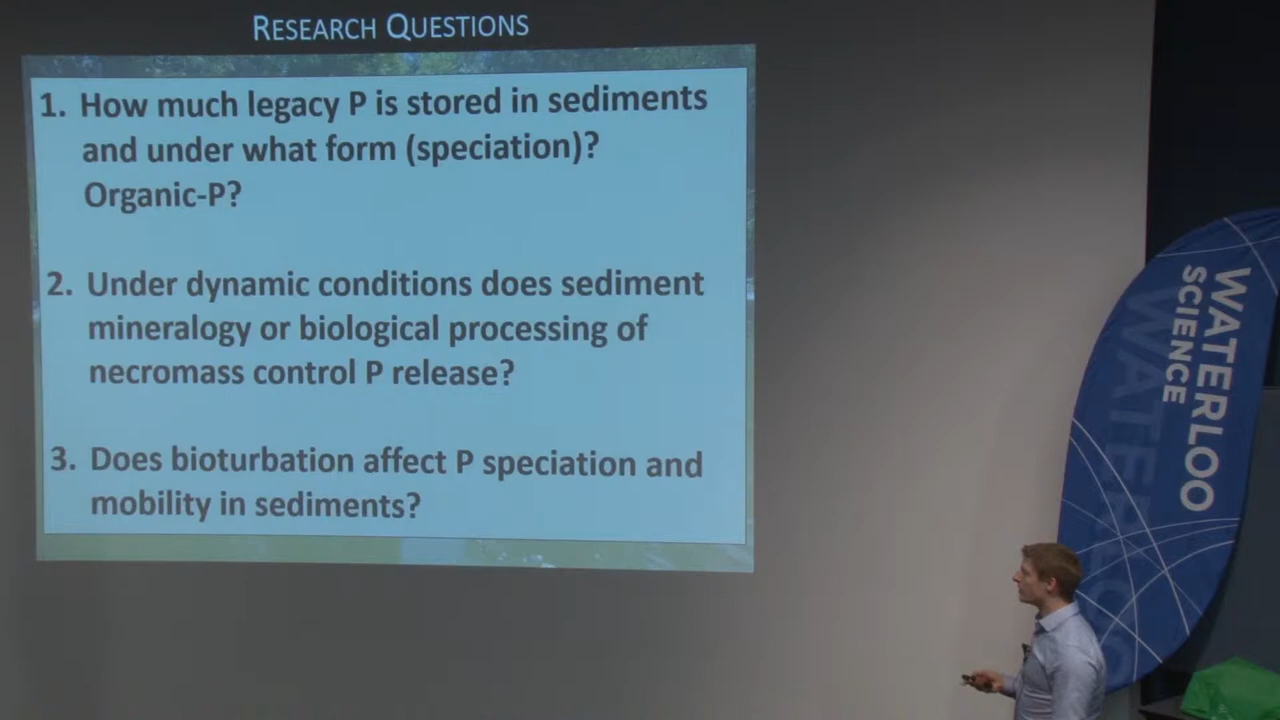 RESEARCH QUESTIONS
1. How much legacy P is stored in sediments
and under what form (speciation)?
Organic-P?
2. Under dynamic conditions does sediment
mineralogy or biological processing of
necromass control P release?
3. Does bioturbation affect P speciation and
mobility in sediments?
WATERLOO
SCIENCE